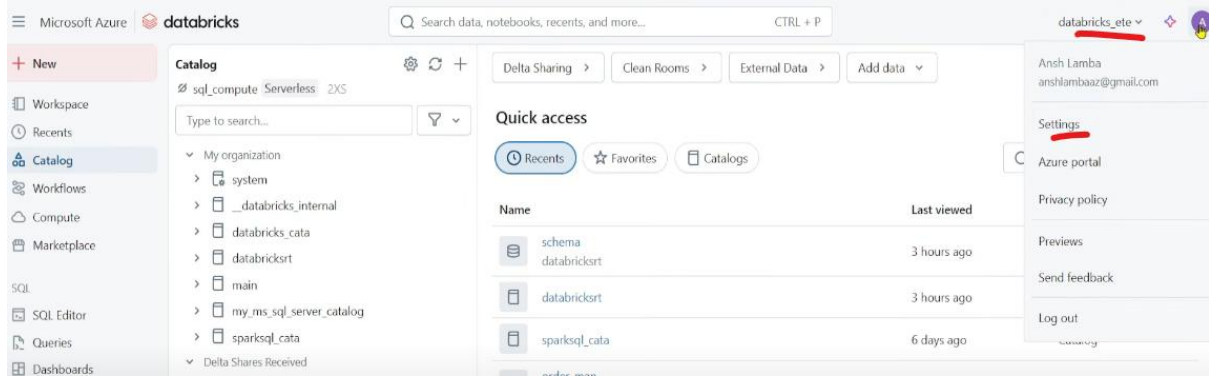 Microsoft Azure databricks
Search data, notebooks, recents, and more... CTRL + P
databricks_ete
A
New
Workspace
Recents
Catalog
Workflows
Compute
Marketplace
SQL
SQL Editor
Queries
Dashboards
Catalog
sql_compute Serverless 2XS
Type to search...
My organization
system
__databricks_internal
databricks_cata
databricksrt
main
my_ms_sql_server_catalog
sparksql_cata
Delta Shares Received
Delta Sharing > Clean Rooms > External Data > Add data
Quick access
Recents Favorites Catalogs
Name Last viewed
schema
databricksrt
3 hours ago
databricksrt 3 hours ago
sparksql_cata 6 days ago
Ansh Lamba
anshlambaaz@gmail.com
Settings
Azure portal
Privacy policy
Previews
Send feedback
Log out